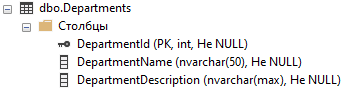 dbo.Departments
Столбцы
DepartmentId (PK, int, Не NULL)
DepartmentName (nvarchar(50), Не NULL)
DepartmentDescription (nvarchar(max), Не NULL)